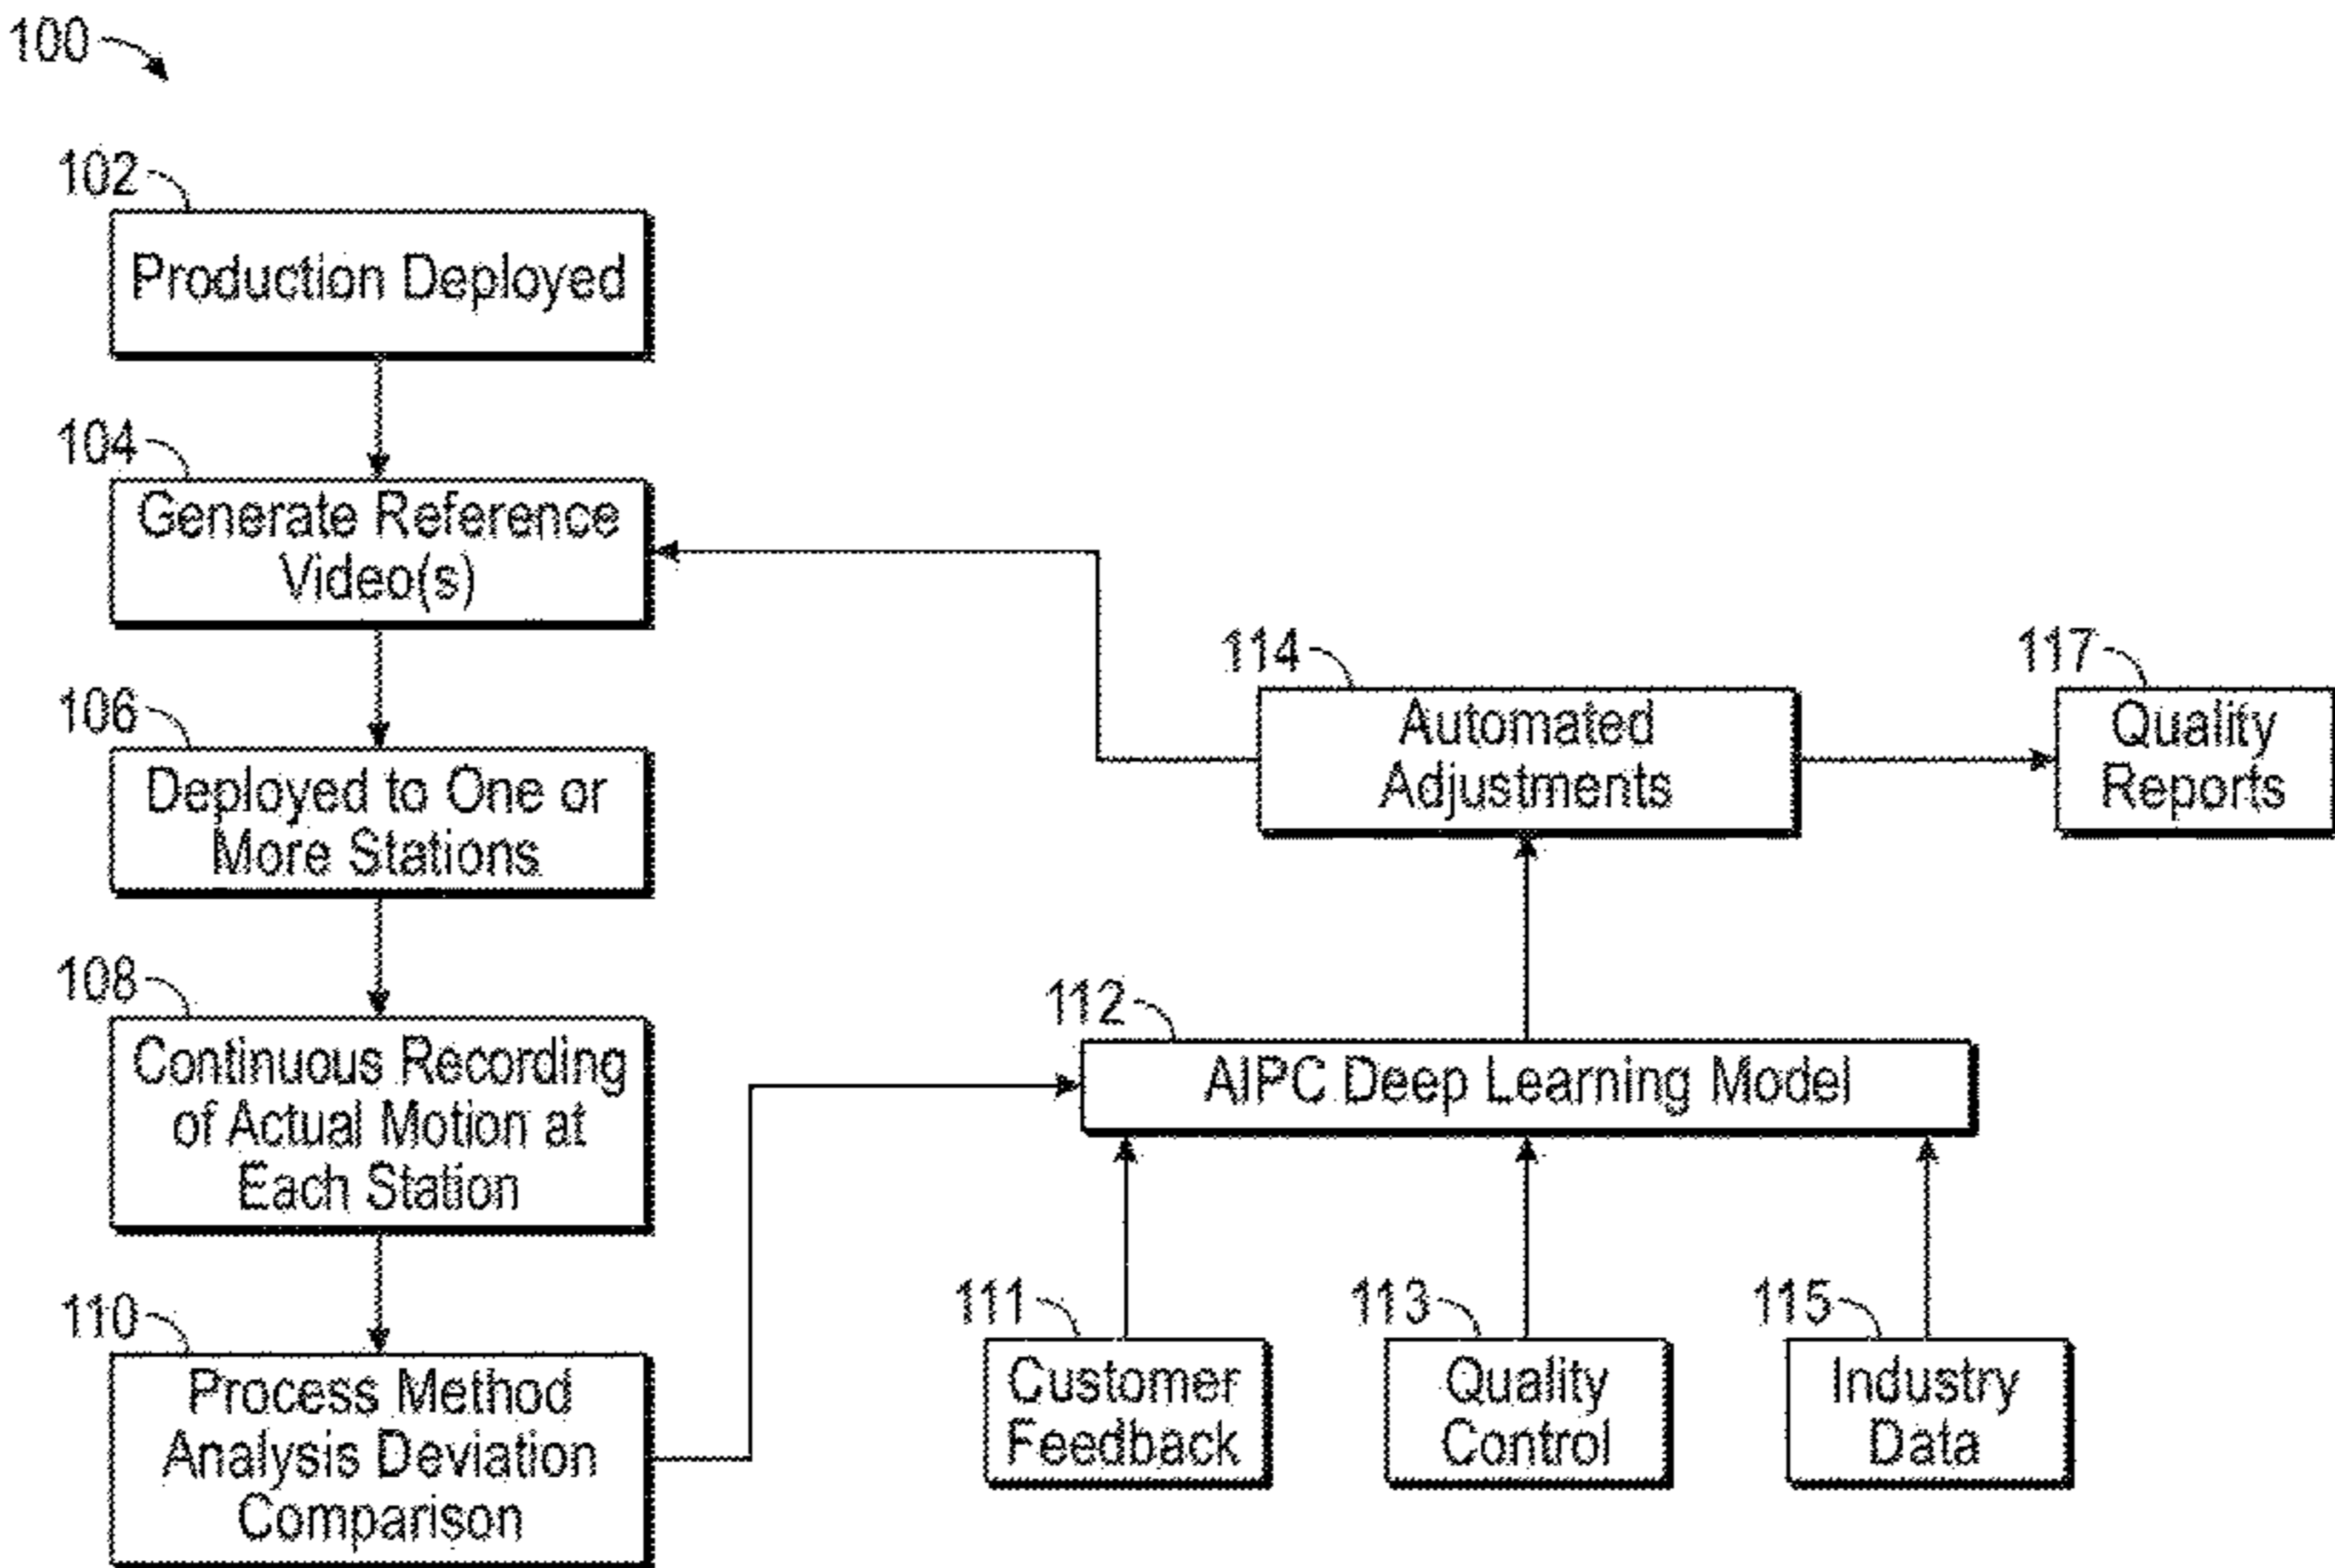 100
102
Production Deployed
104
Generate Reference
Video(s)
106
Deployed to One or
More Stations
108
Continuous Recording
of Actual Motion at
Each Station
110
Process Method
Analysis Deviation
Comparison
114
Automated
Adjustments
117
Quality
Reports
112
AIPC Deep Learning Model
111
Customer
Feedback
113
Quality
Control
115
Industry
Data